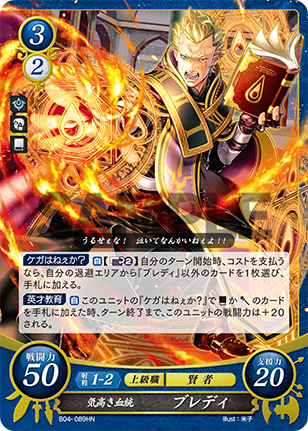 3
2
うるせぇな! 泣いてなんかいねぇよ!!
ケガはねぇか? 自 【2】自分のターン開始時、コストを支払う
なら、自分の退避エリアから『ブレディ』以外のカードを1枚選び、
手札に加える。
英才教育 自 このユニットの『ケガはねぇか?』で か のカード
を手札に加えた時、ターン終了まで、このユニットの戦闘力は+20
される。
戦闘力
50
射程 1-2 上級職 賢者
支援力
20
気高き血統 ブレディ
B04-089HN
Illust:米子